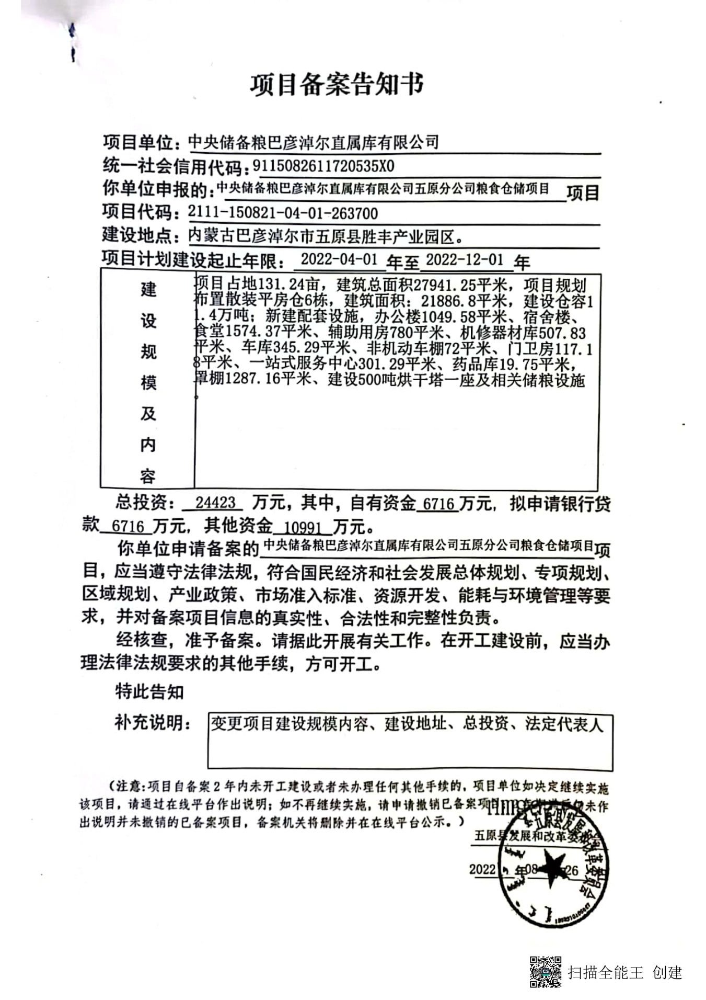 项目备案告知书
项目单位：中央储备粮巴彦淖尔直属库有限公司
统一社会信用代码：9115082611720535X0
你单位申报的：中央储备粮巴彦淖尔直属库有限公司五原分公司粮食仓储项目 项目
项目代码：2111-150821-04-01-263700
建设地点：内蒙古巴彦淖尔市五原县胜丰产业园区。
项目计划建设起止年限： 2022-04-01 年至 2022-12-01 年
建设规模及内容
项目占地131.24亩，建筑总面积27941.25平米，项目规划
布置散装平房仓6栋，建筑面积：21886.8平米，建设仓容1
1.4万吨；新建配套设施，办公楼1049.58平米、宿舍楼、
食堂1574.37平米、辅助用房780平米、机修器材库507.83
平米、车库345.29平米、非机动车棚72平米、门卫房117.1
8平米、一站式服务中心301.29平米、药品库19.75平米，
罩棚1287.16平米、建设500吨烘干塔一座及相关储粮设施
。
总投资： 24423 万元，其中，自有资金 6716 万元，拟申请银行贷
款 6716 万元，其他资金 10991 万元。
你单位申请备案的 中央储备粮巴彦淖尔直属库有限公司五原分公司粮食仓储项目项
目，应当遵守法律法规，符合国民经济和社会发展总体规划、专项规划、
区域规划、产业政策、市场准入标准、资源开发、能耗与环境管理等要
求，并对备案项目信息的真实性、合法性和完整性负责。
经核查，准予备案。请据此开展有关工作。在开工建设前，应当办
理法律法规要求的其他手续，方可开工。
特此告知
补充说明：
变更项目建设规模内容、建设地址、总投资、法定代表人
（注意：项目自备案2年内未开工建设或者未办理任何其他手续的，项目单位如决定继续实施
该项目，请通过在线平台作出说明；如不再继续实施，请申请撤销已备案项目 未作
出说明并未撤销的已备案项目，备案机关将删除并在在线平台公示。）
五原县发展和改革委
2022 年 08 26
五原县发展和改革委员会
扫描全能王 创建